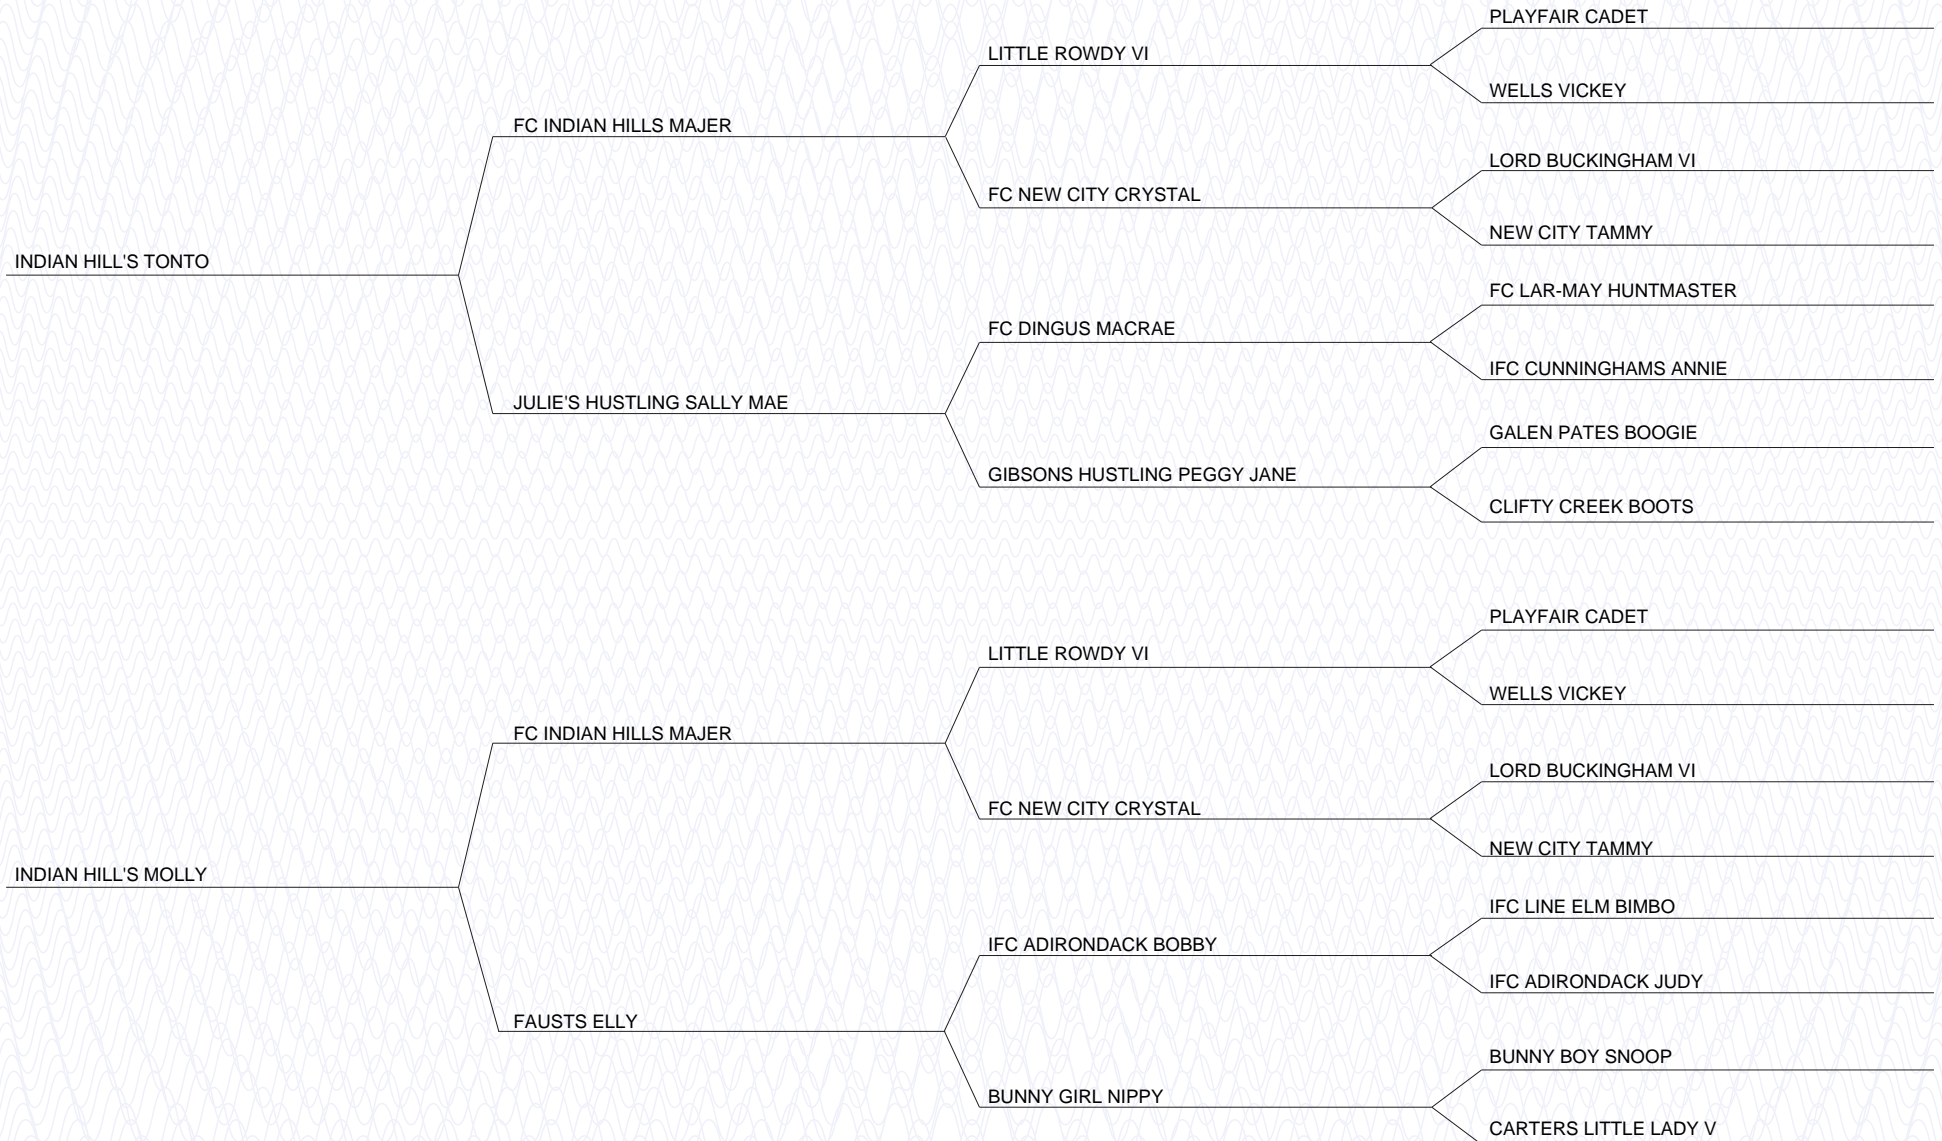 PLAYFAIR CADET
LITTLE ROWDY VI
WELLS VICKEY
FC INDIAN HILLS MAJER
LORD BUCKINGHAM VI
FC NEW CITY CRYSTAL
NEW CITY TAMMY
INDIAN HILL'S TONTO
FC LAR-MAY HUNTMASTER
FC DINGUS MACRAE
IFC CUNNINGHAMS ANNIE
JULIE'S HUSTLING SALLY MAE
GALEN PATES BOOGIE
GIBSONS HUSTLING PEGGY JANE
CLIFTY CREEK BOOTS
PLAYFAIR CADET
LITTLE ROWDY VI
WELLS VICKEY
FC INDIAN HILLS MAJER
LORD BUCKINGHAM VI
FC NEW CITY CRYSTAL
NEW CITY TAMMY
INDIAN HILL'S MOLLY
IFC LINE ELM BIMBO
IFC ADIRONDACK BOBBY
IFC ADIRONDACK JUDY
FAUSTS ELLY
BUNNY BOY SNOOP
BUNNY GIRL NIPPY
CARTERS LITTLE LADY V